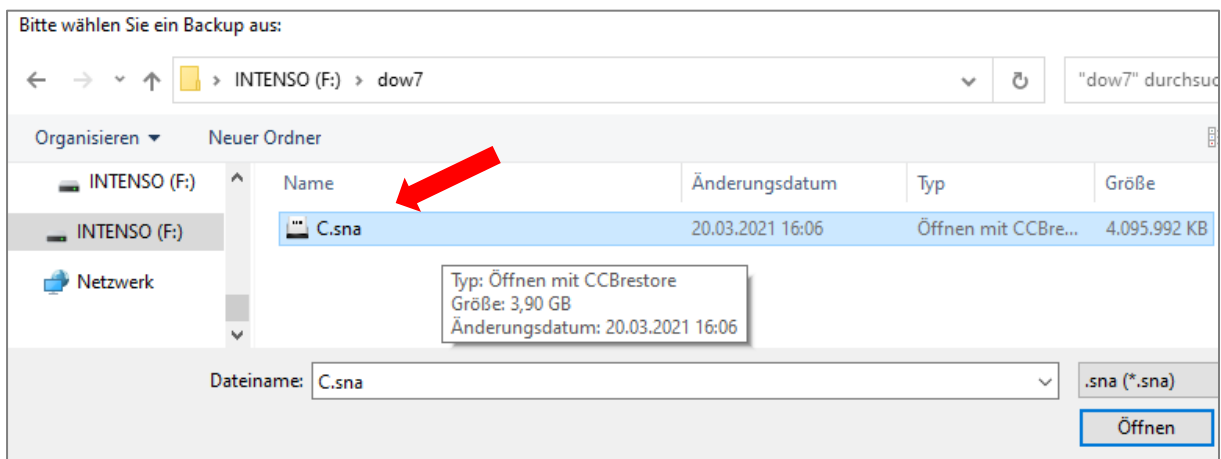 Bitte wählen Sie ein Backup aus:
INTENSO (F:) > dow7
"dow7" durchsuc
Organisieren
Neuer Ordner
INTENSO (F:)
INTENSO (F:)
Netzwerk
Name Änderungsdatum Typ Größe
C.sna 20.03.2021 16:06 Öffnen mit CCBre... 4.095.992 KB
Typ: Öffnen mit CCBrestore
Größe: 3,90 GB
Änderungsdatum: 20.03.2021 16:06
Dateiname: C.sna
.sna (*.sna)
Öffnen